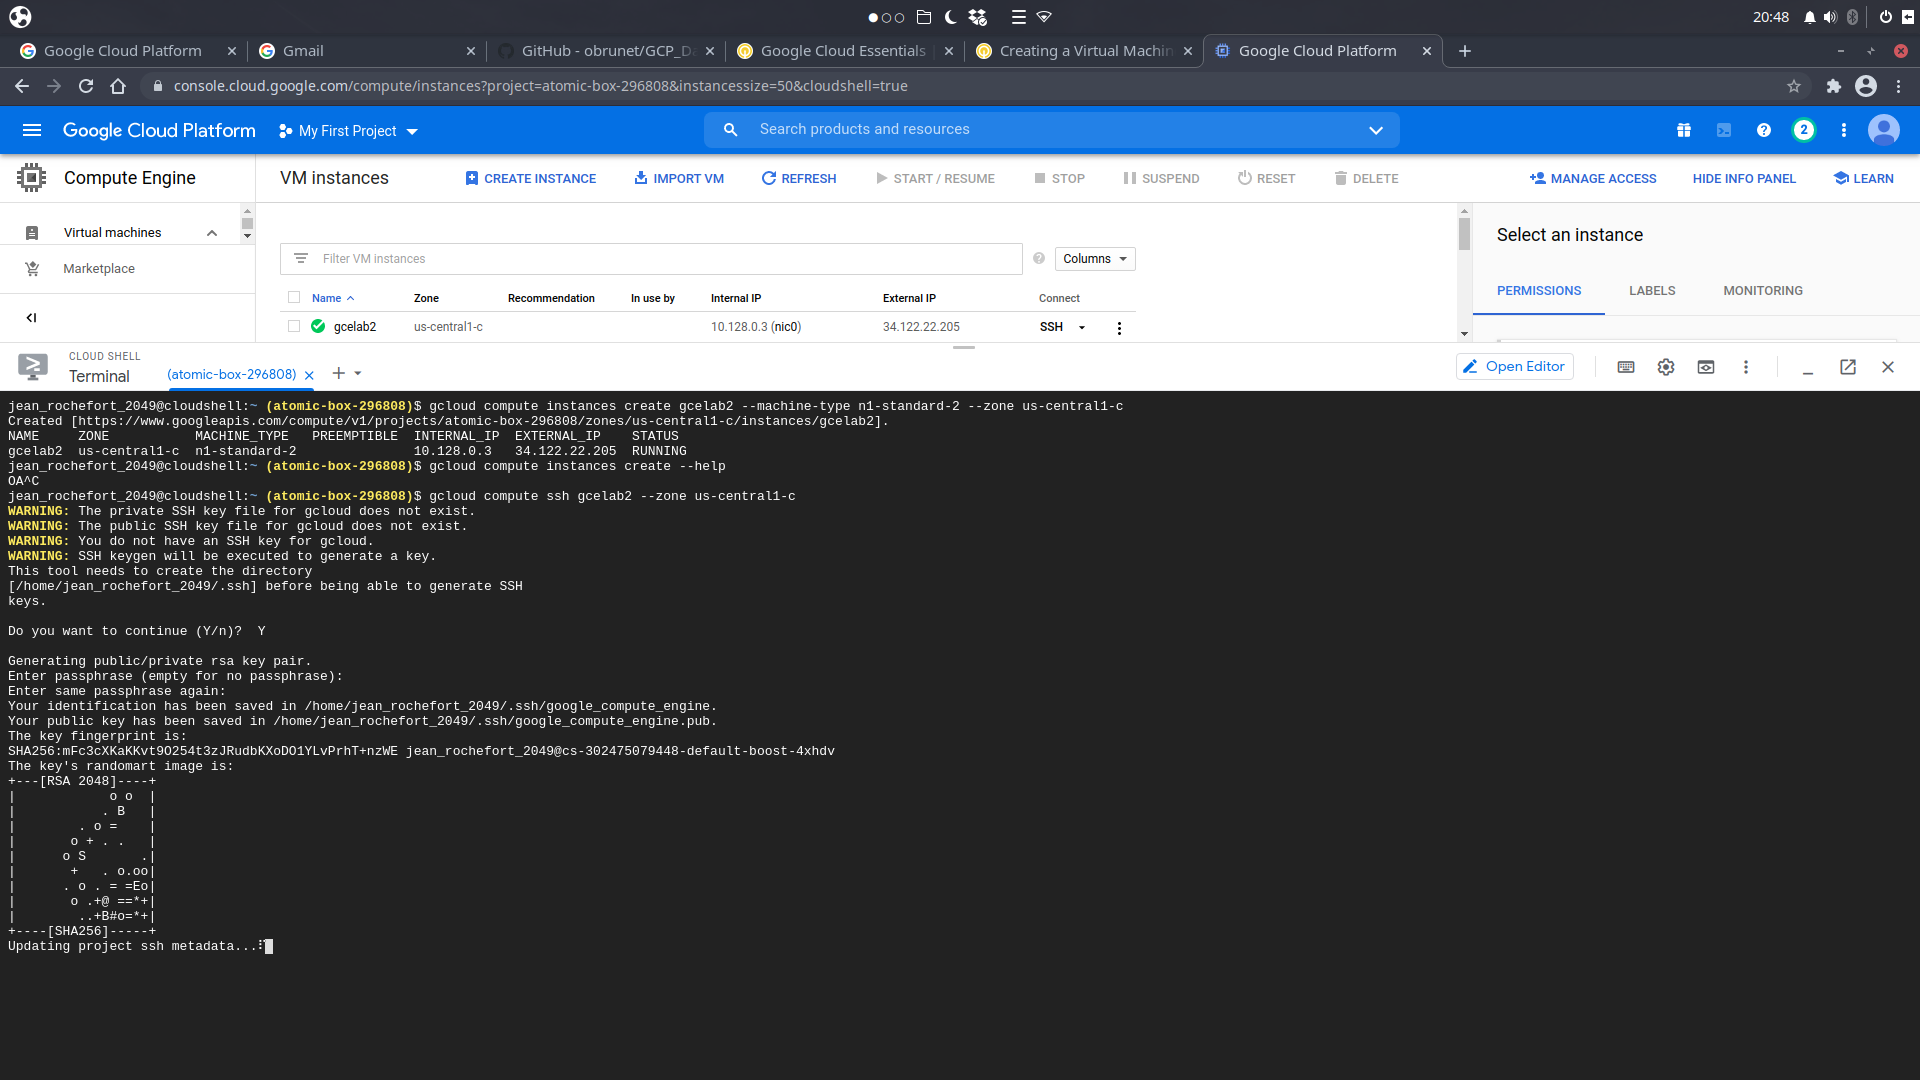 20:48
Google Cloud Platform
Gmail
GitHub - obrunet/GCP_Da
Google Cloud Essentials
Creating a Virtual Machin
Google Cloud Platform
console.cloud.google.com/compute/instances?project=atomic-box-296808&instancessize=50&cloudshell=true
Google Cloud Platform
My First Project
Search products and resources
2
Compute Engine
VM instances
CREATE INSTANCE
IMPORT VM
REFRESH
START / RESUME
STOP
SUSPEND
RESET
DELETE
MANAGE ACCESS
HIDE INFO PANEL
LEARN
Virtual machines
Marketplace
Filter VM instances
Columns
Name Zone Recommendation In use by Internal IP External IP Connect
gcelab2 us-central1-c 10.128.0.3 (nic0) 34.122.22.205 SSH
Select an instance
PERMISSIONS LABELS MONITORING
CLOUD SHELL
Terminal
(atomic-box-296808)
Open Editor
jean_rochefort_2049@cloudshell:~ (atomic-box-296808)$ gcloud compute instances create gcelab2 --machine-type n1-standard-2 --zone us-central1-c
Created [https://www.googleapis.com/compute/v1/projects/atomic-box-296808/zones/us-central1-c/instances/gcelab2].
NAME     ZONE           MACHINE_TYPE   PREEMPTIBLE  INTERNAL_IP  EXTERNAL_IP    STATUS
gcelab2  us-central1-c  n1-standard-2               10.128.0.3   34.122.22.205  RUNNING
jean_rochefort_2049@cloudshell:~ (atomic-box-296808)$ gcloud compute instances create --help
OA^C
jean_rochefort_2049@cloudshell:~ (atomic-box-296808)$ gcloud compute ssh gcelab2 --zone us-central1-c
WARNING: The private SSH key file for gcloud does not exist.
WARNING: The public SSH key file for gcloud does not exist.
WARNING: You do not have an SSH key for gcloud.
WARNING: SSH keygen will be executed to generate a key.
This tool needs to create the directory
[/home/jean_rochefort_2049/.ssh] before being able to generate SSH
keys.
Do you want to continue (Y/n)?  Y
Generating public/private rsa key pair.
Enter passphrase (empty for no passphrase):
Enter same passphrase again:
Your identification has been saved in /home/jean_rochefort_2049/.ssh/google_compute_engine.
Your public key has been saved in /home/jean_rochefort_2049/.ssh/google_compute_engine.pub.
The key fingerprint is:
SHA256:mFc3cXKaKKvt9O254t3zJRudbKXoDO1YLvPrhT+nzWE jean_rochefort_2049@cs-302475079448-default-boost-4xhdv
The key's randomart image is:
+---[RSA 2048]----+
|            o o  |
|           . B   |
|        . o =    |
|       o + . .   |
|      o S       .|
|       +   . o.oo|
|      . o . = =Eo|
|       o .+@ ==*+|
|        ..+B#o=*+|
+----[SHA256]-----+
Updating project ssh metadata...